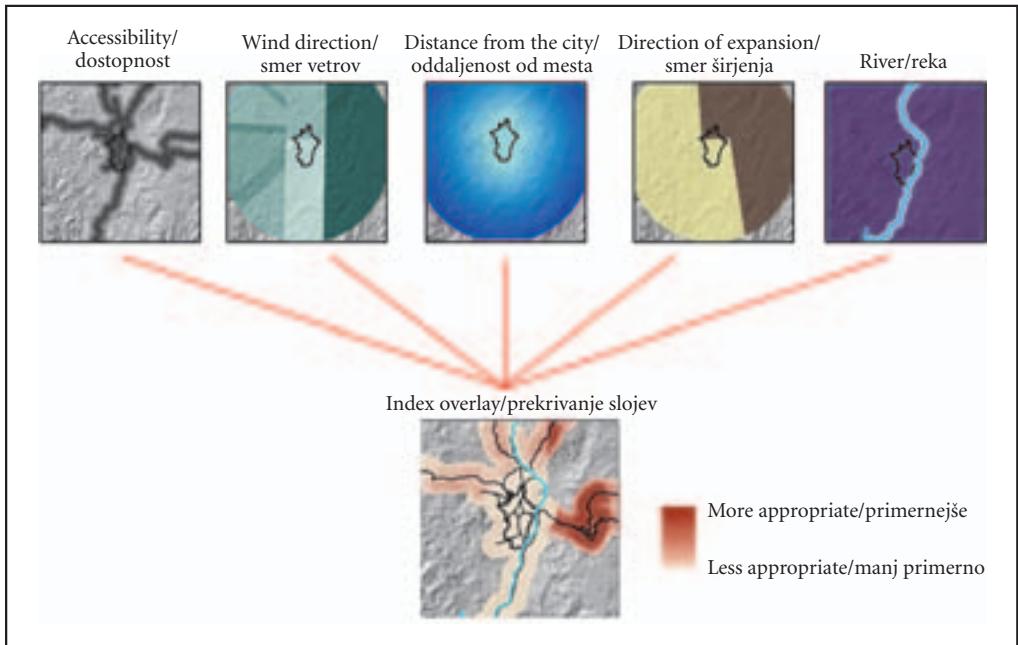 Accessibility/
dostopnost
Wind direction/
smer vetrov
Distance from the city/
oddaljenost od mesta
Direction of expansion/
smer širjenja
River/reka
Index overlay/prekrivanje slojev
More appropriate/primernejše
Less appropriate/manj primerno